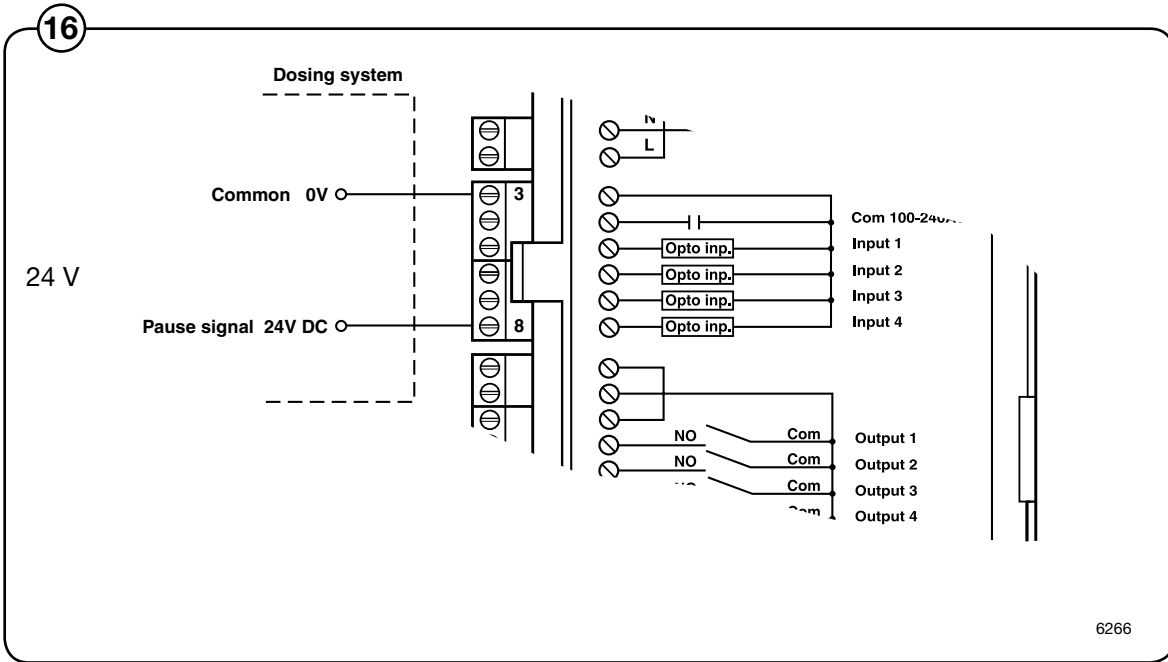 16
Dosing system
L
Common 0V
3
Com
Input 1
Opto inp.
Input 2
Opto inp.
24 V
Input 3
Opto inp.
Input 4
Opto inp.
Pause signal 24V DC
8
NO Com Output 1
NO Com Output 2
Com Output 3
Output 4
6266